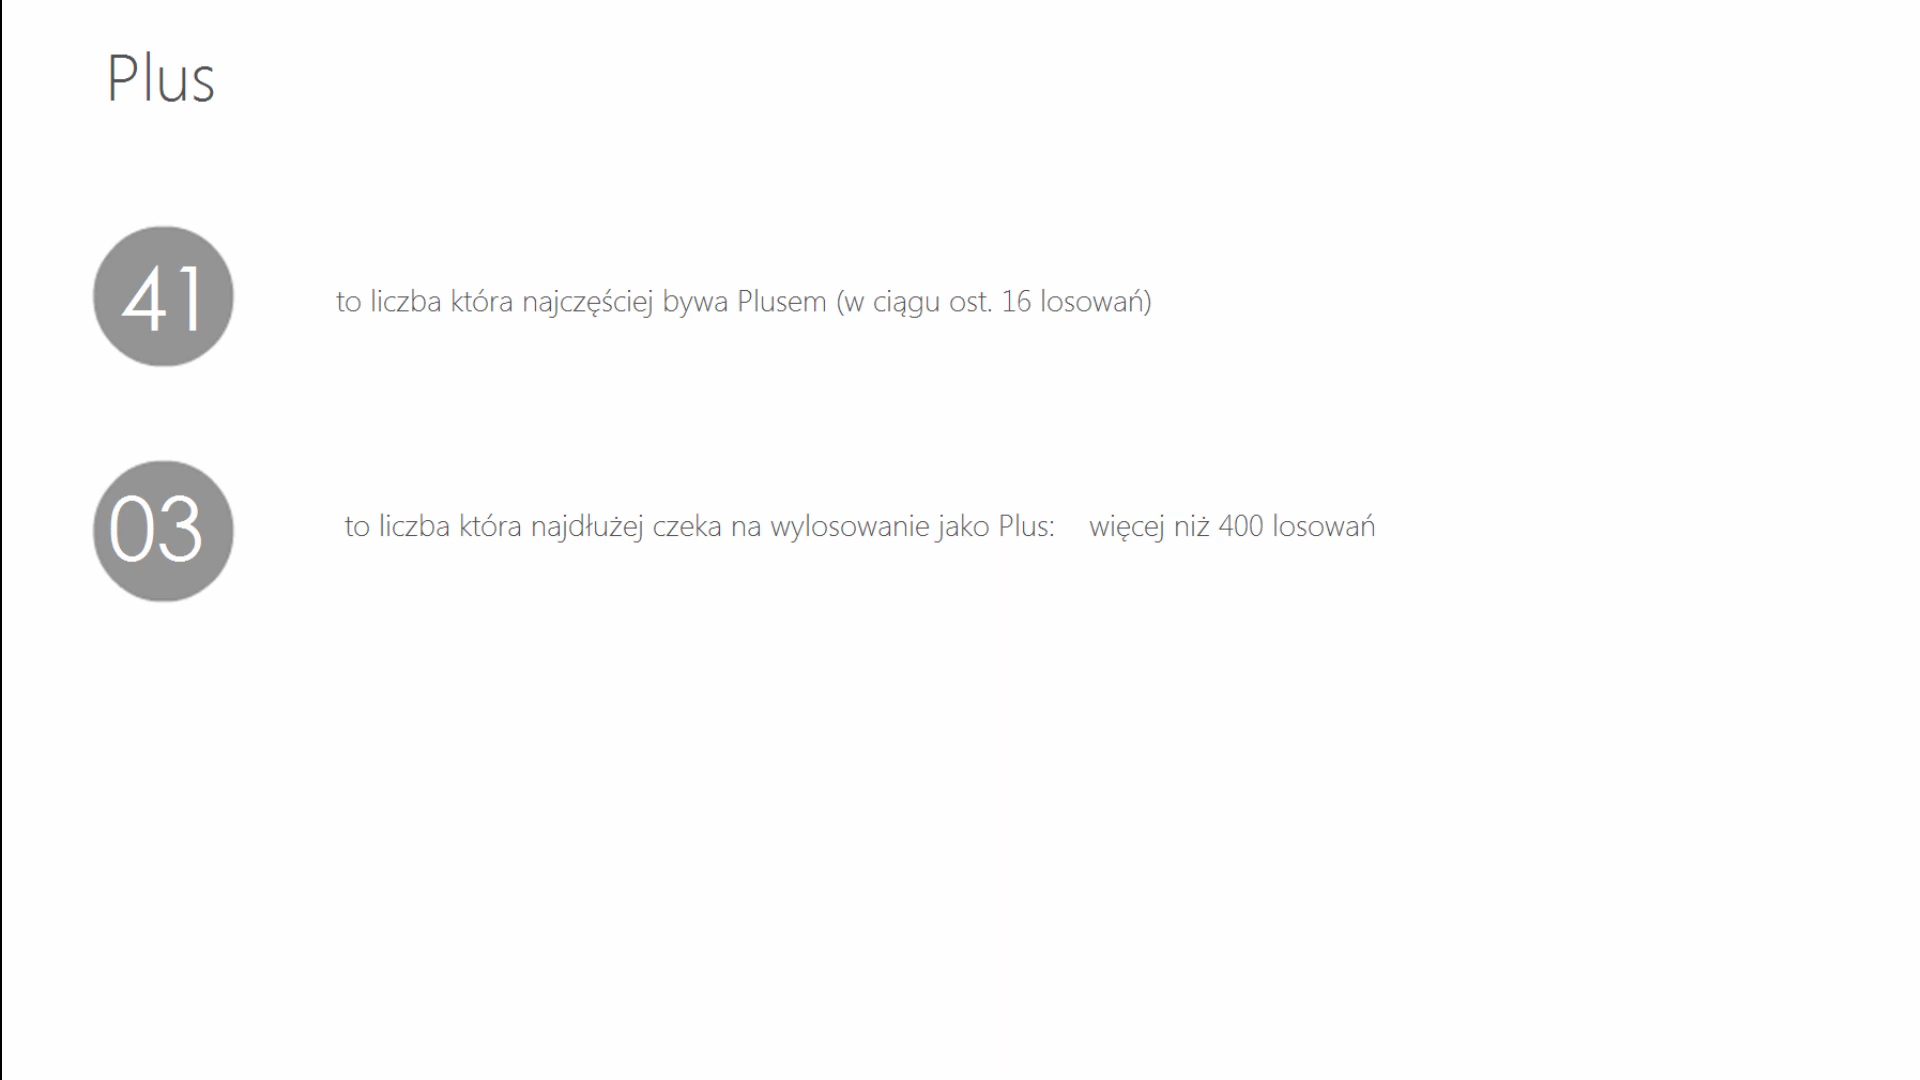 Plus
41
to liczba która najczęściej bywa Plusem (w ciągu ost. 16 losowań)
03
to liczba która najdłużej czeka na wylosowanie jako Plus: więcej niż 400 losowań